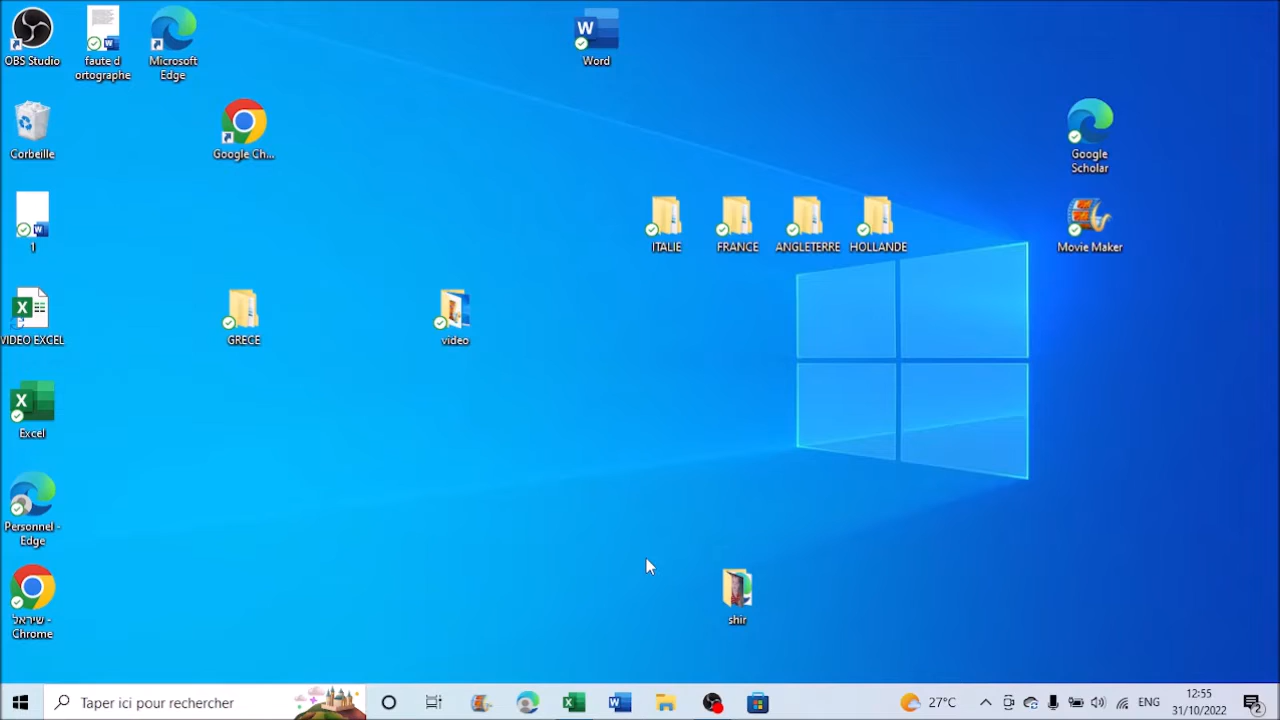 OBS Studio
faute d
ortographe
Microsoft
Edge
Word
Corbeille
Google Ch...
Google
Scholar
1
ITALIE
FRANCE
ANGLETERRE
HOLLANDE
Movie Maker
VIDEO EXCEL
GRECE
video
Excel
Personnel -
Edge
שיראל -
Chrome
shir
Taper ici pour rechercher
27°C
ENG
12:55
31/10/2022
2